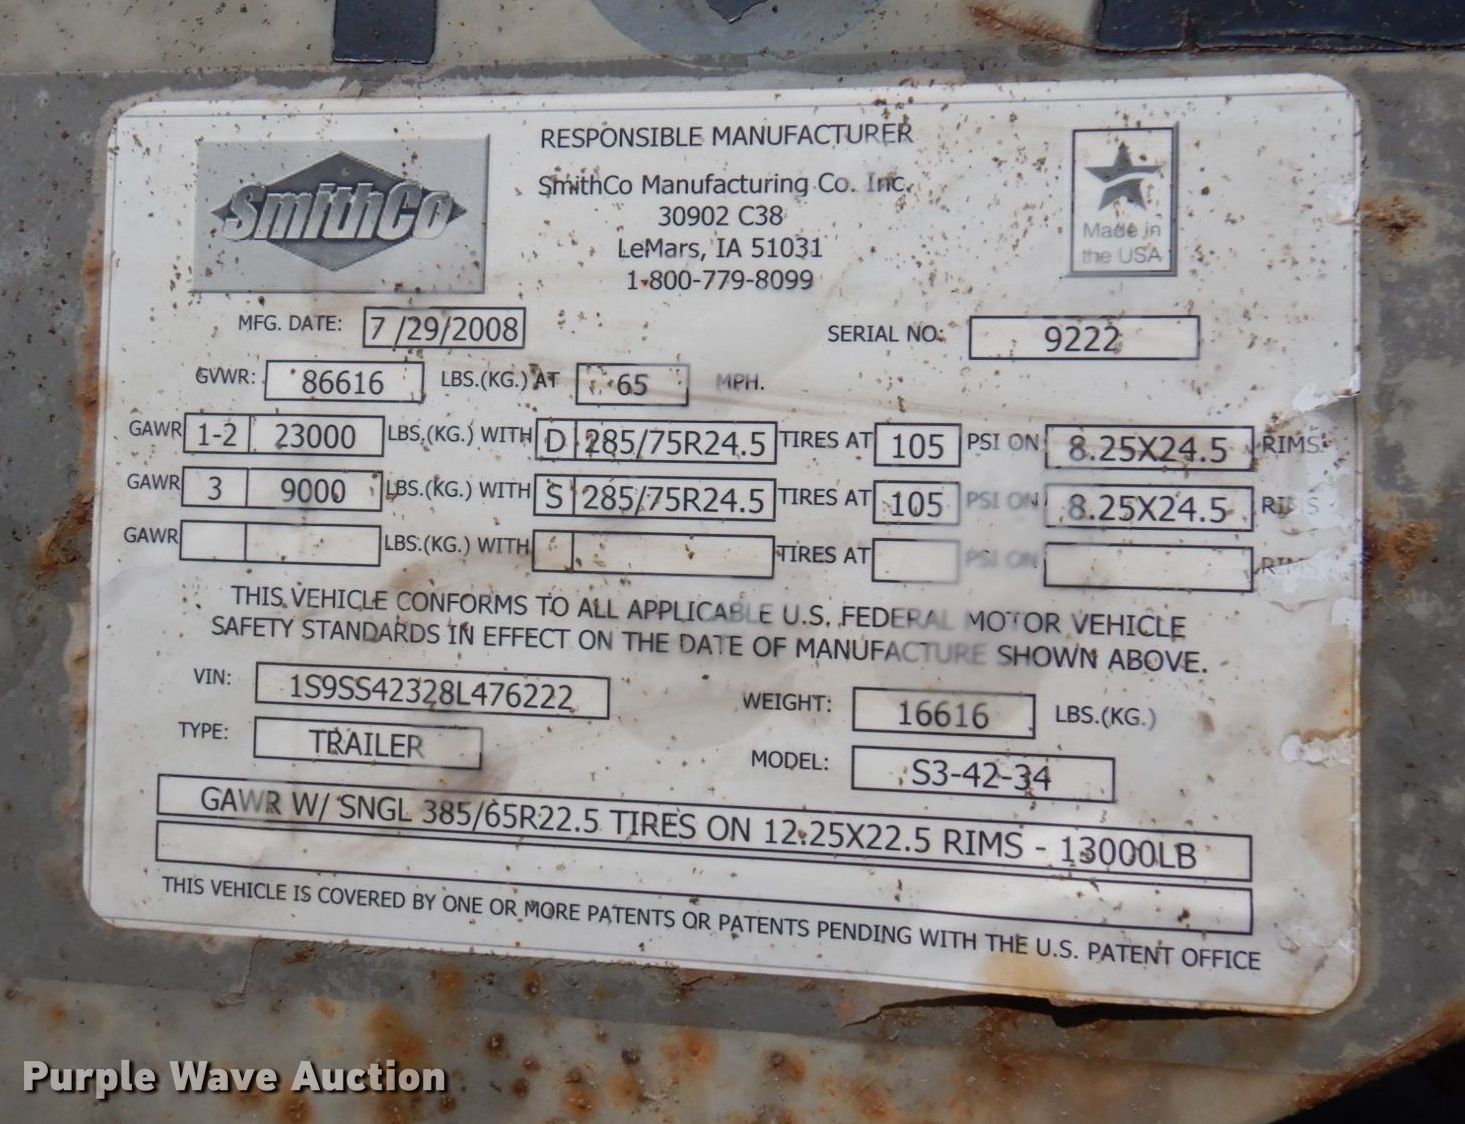 SmithCo
RESPONSIBLE MANUFACTURER
SmithCo Manufacturing Co. Inc.
30902 C38
LeMars, IA 51031
1-800-779-8099
Made in
the USA
MFG. DATE: 7 /29/2008 SERIAL NO: 9222
GVWR: 86616 LBS.(KG.) AT 65 MPH.
GAWR 1-2 23000 LBS.(KG.) WITH D 285/75R24.5 TIRES AT 105 PSI ON 8.25X24.5 RIMS
GAWR 3 9000 LBS.(KG.) WITH S 285/75R24.5 TIRES AT 105 PSI ON 8.25X24.5 RIMS
GAWR LBS.(KG.) WITH TIRES AT PSI ON RIMS
THIS VEHICLE CONFORMS TO ALL APPLICABLE U.S. FEDERAL MOTOR VEHICLE
SAFETY STANDARDS IN EFFECT ON THE DATE OF MANUFACTURE SHOWN ABOVE.
VIN: 1S9SS42328L476222 WEIGHT: 16616 LBS.(KG.)
TYPE: TRAILER MODEL: S3-42-34
GAWR W/ SNGL 385/65R22.5 TIRES ON 12.25X22.5 RIMS - 13000LB
THIS VEHICLE IS COVERED BY ONE OR MORE PATENTS OR PATENTS PENDING WITH THE U.S. PATENT OFFICE
Purple Wave Auction